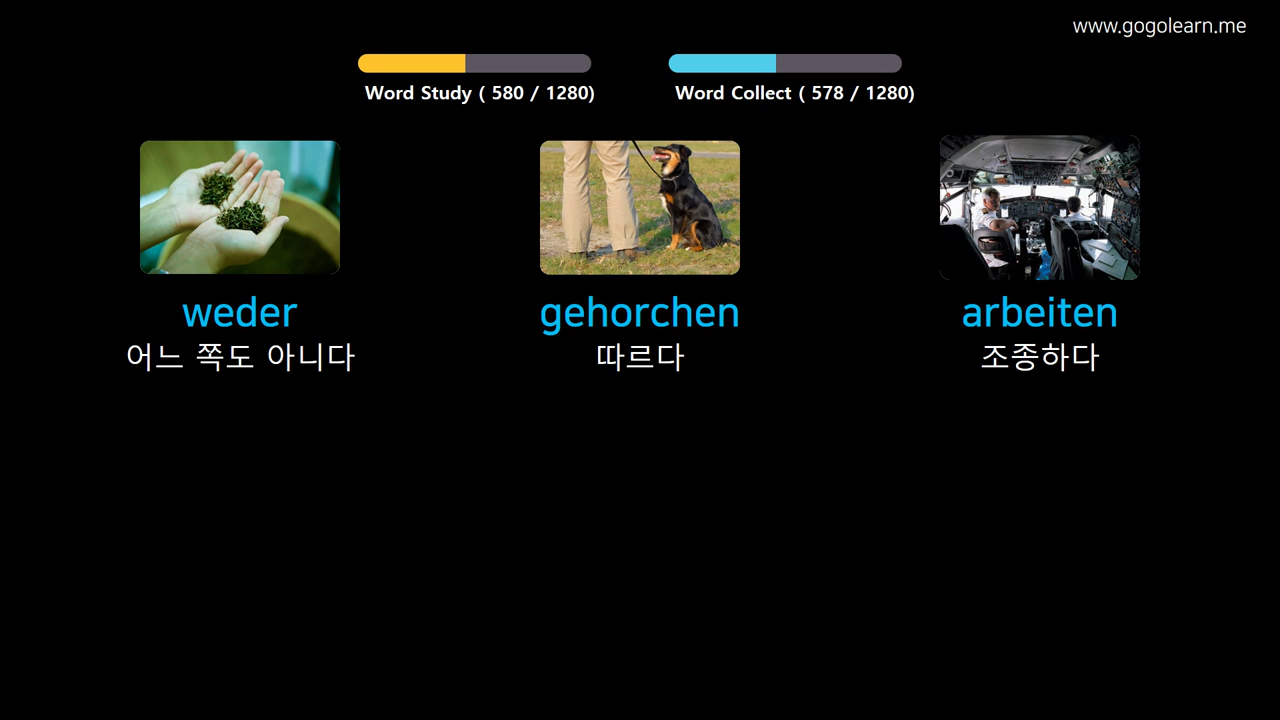 www.gogolearn.me
Word Study ( 580 / 1280)
Word Collect ( 578 / 1280)
weder
gehorchen
arbeiten
어느 쪽도 아니다
따르다
조종하다